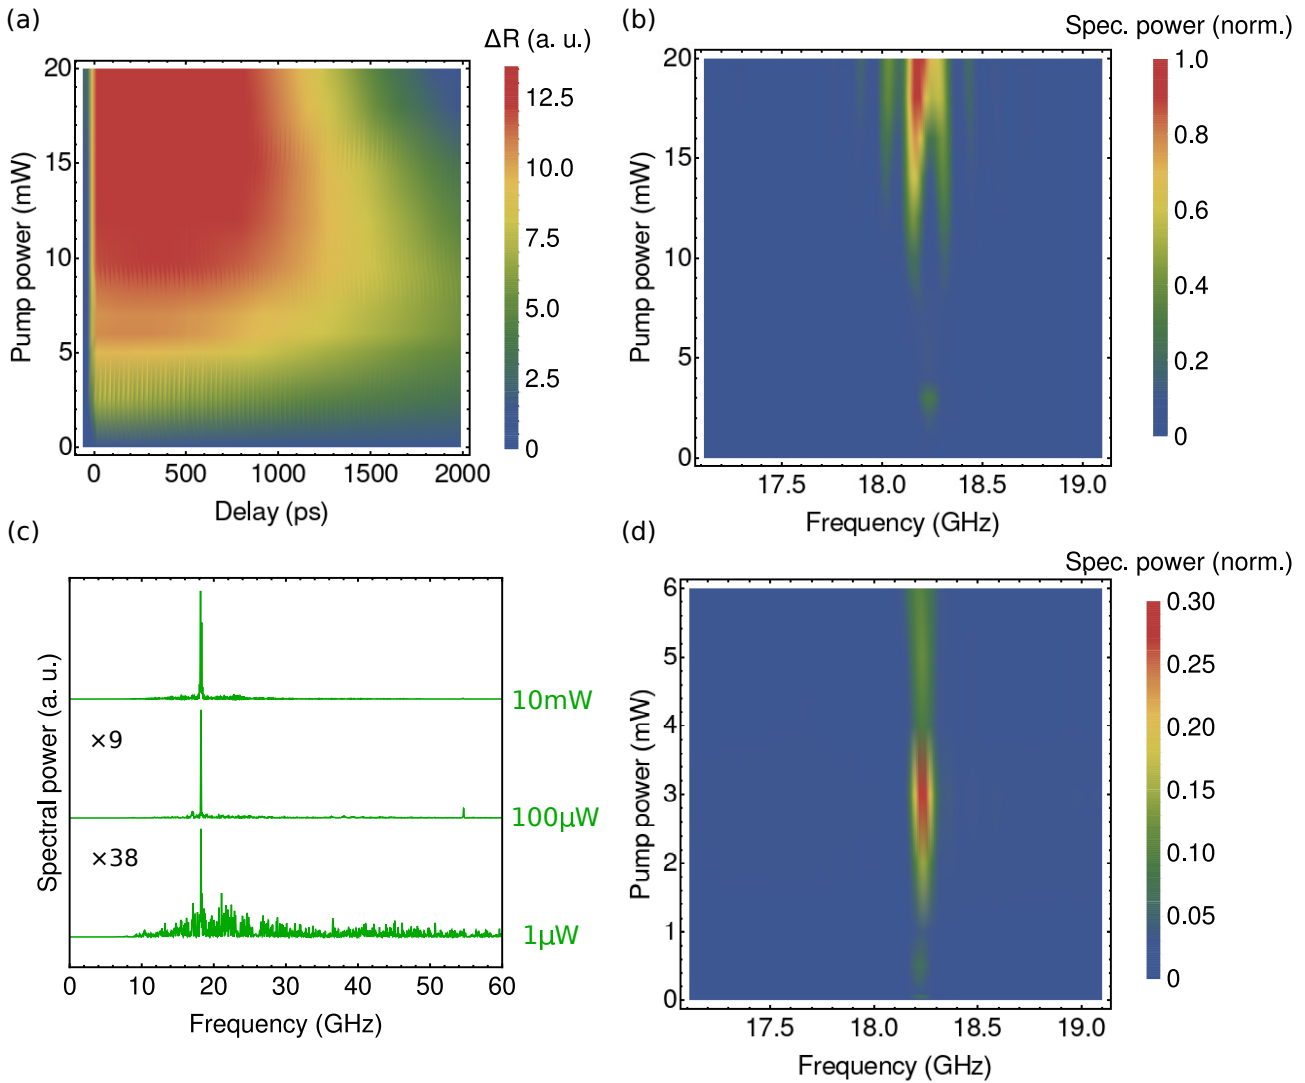 (a)
ΔR (a. u.)
20
15
10
5
0
Pump power (mW)
0 500 1000 1500 2000
Delay (ps)
12.5
10.0
7.5
5.0
2.5
0
(b)
Spec. power (norm.)
20
15
10
5
0
Pump power (mW)
17.5 18.0 18.5 19.0
Frequency (GHz)
1.0
0.8
0.6
0.4
0.2
0
(c)
Spectral power (a. u.)
10mW
×9
100μW
×38
1μW
0 10 20 30 40 50 60
Frequency (GHz)
(d)
Spec. power (norm.)
6
5
4
3
2
1
0
Pump power (mW)
17.5 18.0 18.5 19.0
Frequency (GHz)
0.30
0.25
0.20
0.15
0.10
0.05
0